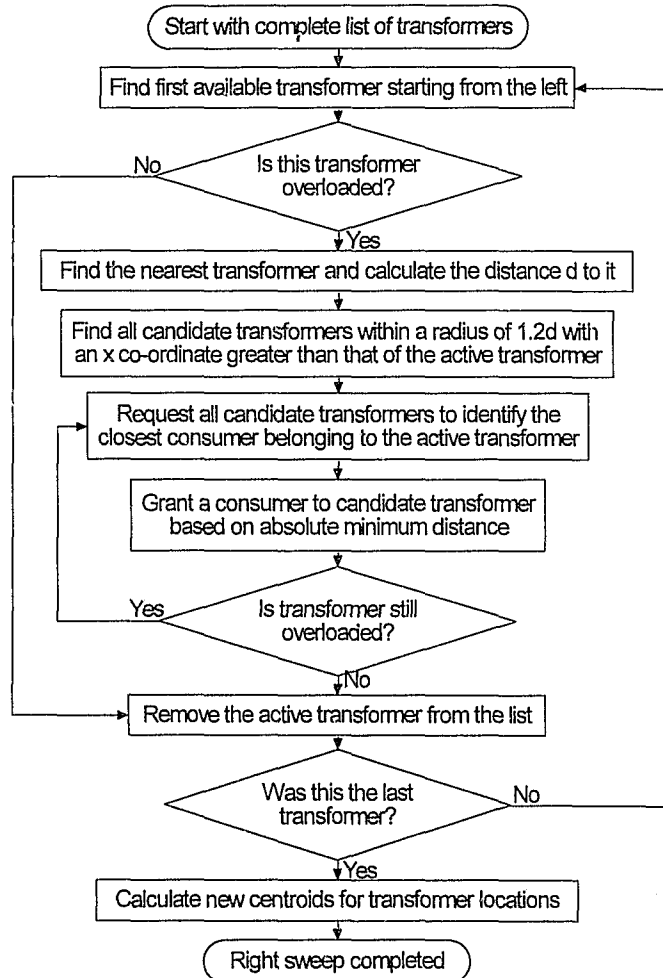 Start with complete list of transformers
Find first available transformer starting from the left
No
Is this transformer
overloaded?
Yes
Find the nearest transformer and calculate the distance d to it
Find all candidate transformers within a radius of 1.2d with
an x co-ordinate greater than that of the active transformer
Request all candidate transformers to identify the
closest consumer belonging to the active transformer
Grant a consumer to candidate transformer
based on absolute minimum distance
Yes
Is transformer still
overloaded?
No
Remove the active transformer from the list
Was this the last
transformer?
No
Yes
Calculate new centroids for transformer locations
Right sweep completed